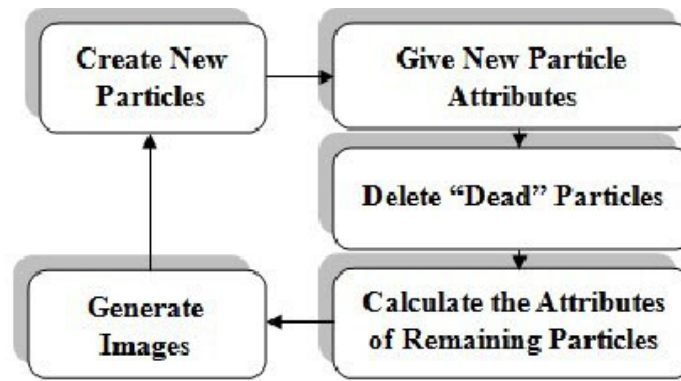 Create New
Particles
Give New Particle
Attributes
Delete “Dead” Particles
Calculate the Attributes
of Remaining Particles
Generate
Images